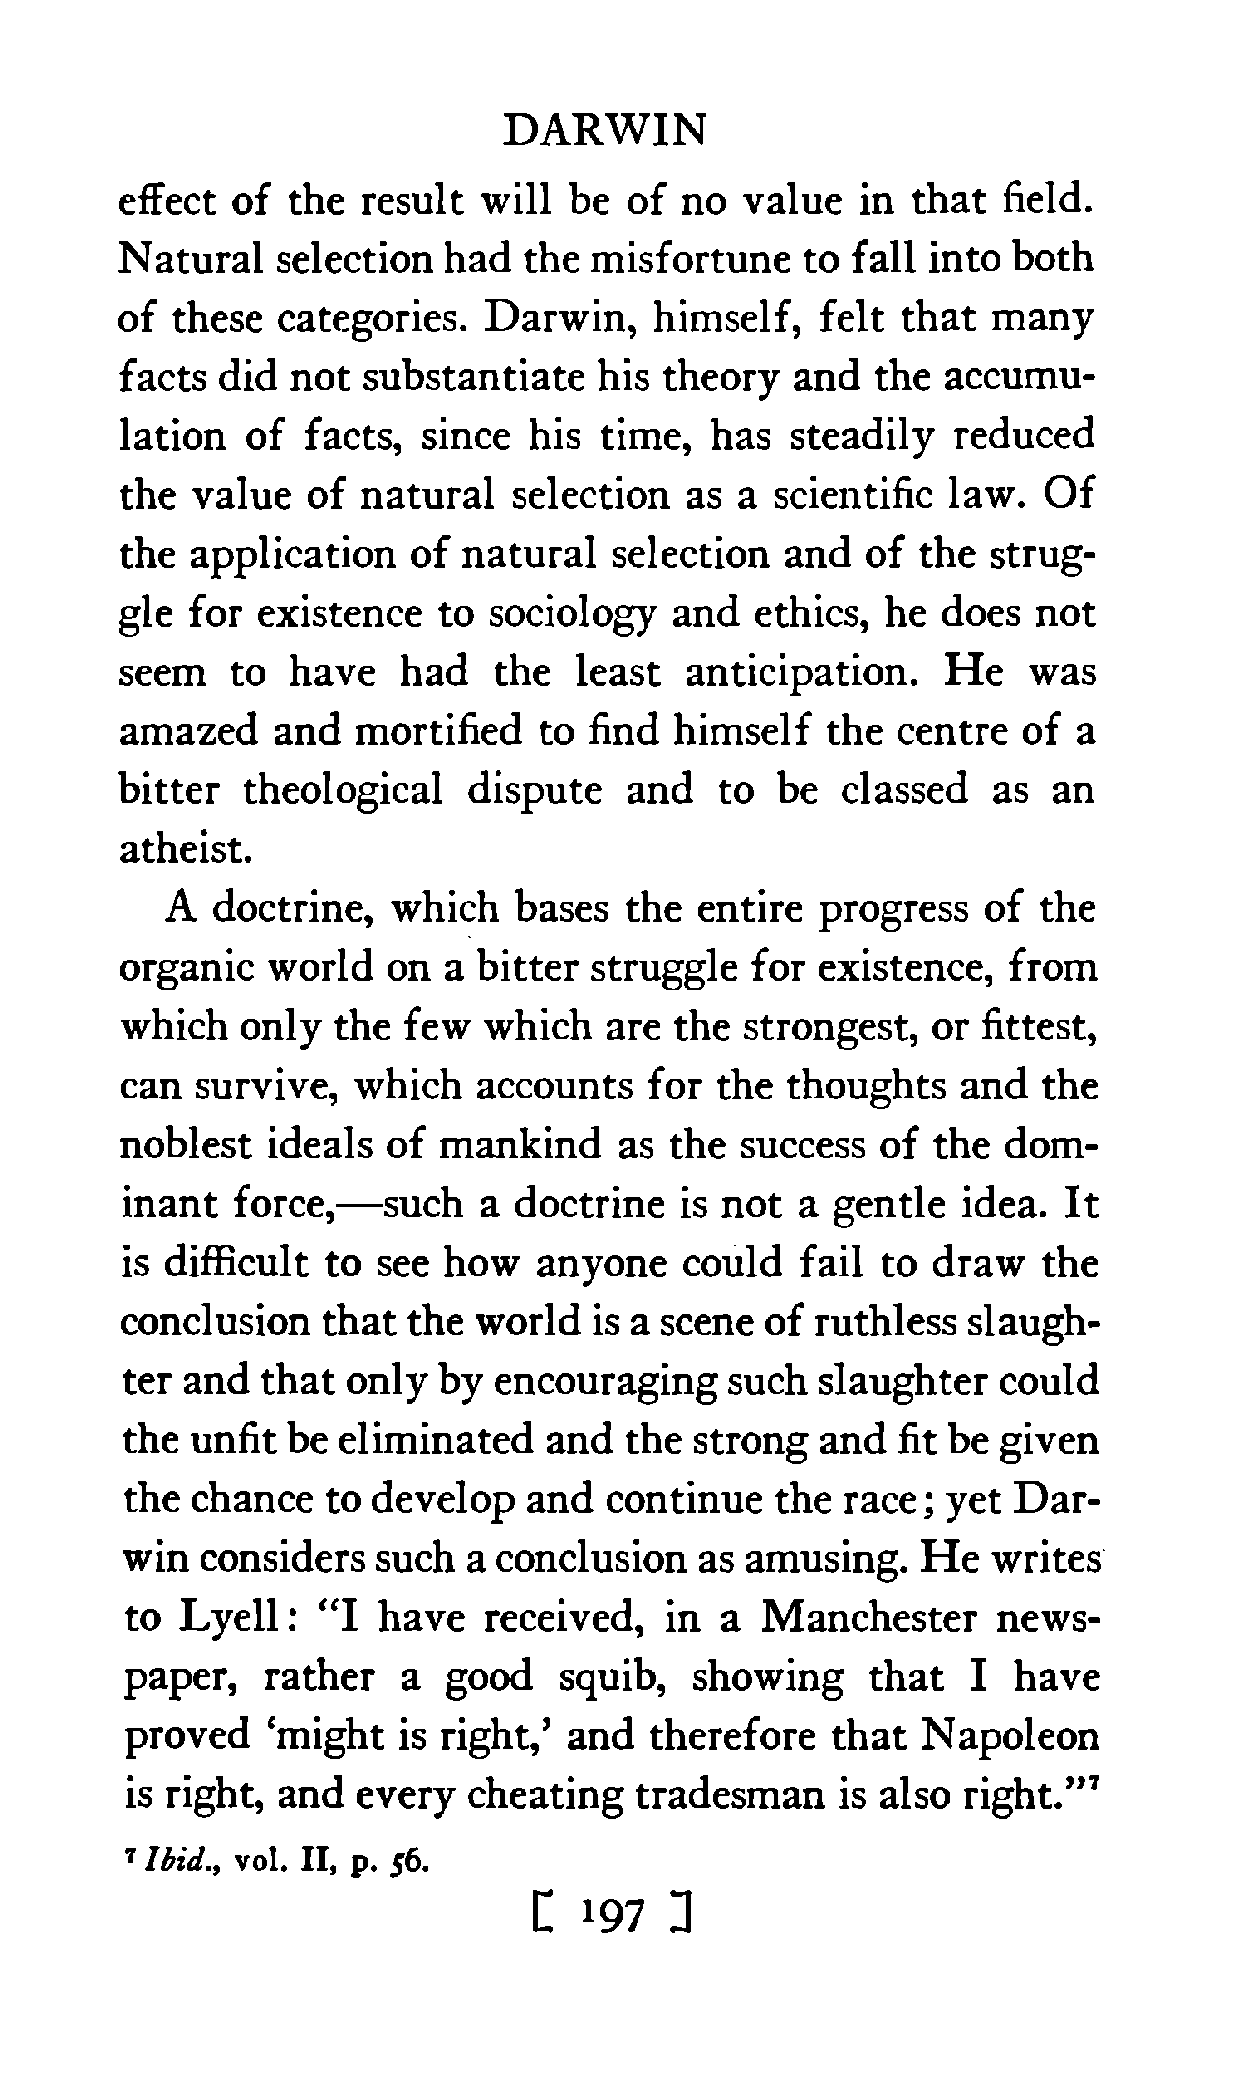 DARWIN
effect of the result will be of no value in that field.
Natural selection had the misfortune to fall into both
of these categories. Darwin, himself, felt that many
facts did not substantiate his theory and the accumu-
lation of facts, since his time, has steadily reduced
the value of natural selection as a scientific law. Of
the application of natural selection and of the strug-
gle for existence to sociology and ethics, he does not
seem to have had the least anticipation. He was
amazed and mortified to find himself the centre of a
bitter theological dispute and to be classed as an
atheist.
A doctrine, which bases the entire progress of the
organic world on a bitter struggle for existence, from
which only the few which are the strongest, or fittest,
can survive, which accounts for the thoughts and the
noblest ideals of mankind as the success of the dom-
inant force,—such a doctrine is not a gentle idea. It
is difficult to see how anyone could fail to draw the
conclusion that the world is a scene of ruthless slaugh-
ter and that only by encouraging such slaughter could
the unfit be eliminated and the strong and fit be given
the chance to develop and continue the race; yet Dar-
win considers such a conclusion as amusing. He writes
to Lyell: "I have received, in a Manchester news-
paper, rather a good squib, showing that I have
proved 'might is right,' and therefore that Napoleon
is right, and every cheating tradesman is also right."⁷
⁷ Ibid., vol. II, p. 56.
[ 197 ]